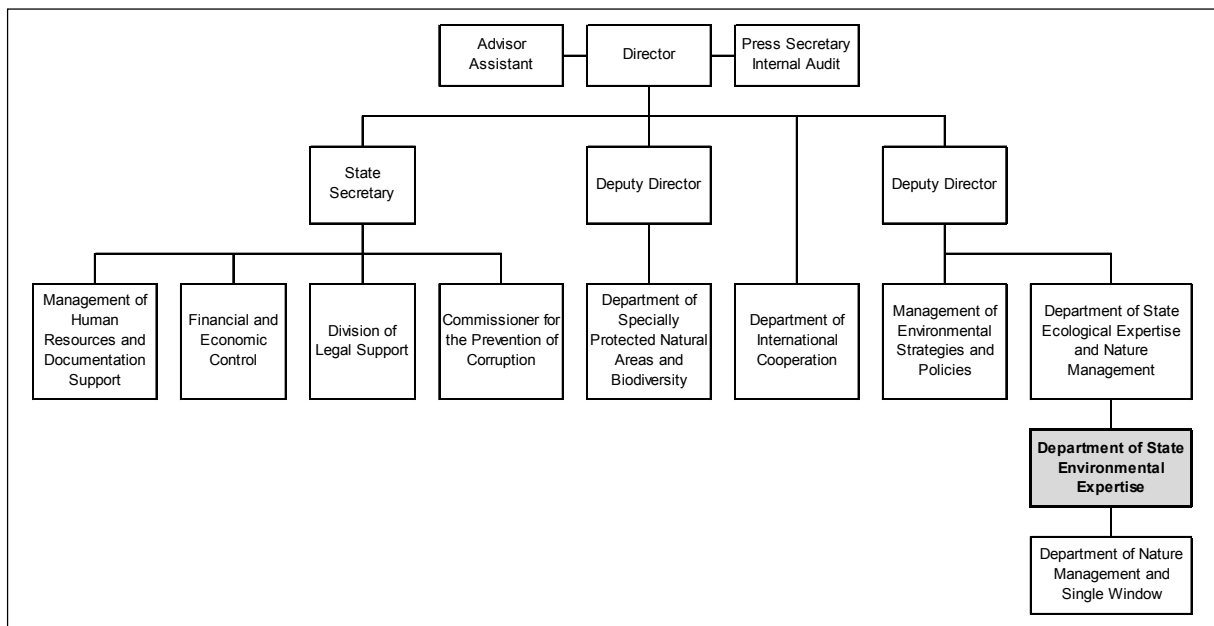 Advisor
Assistant
Director
Press Secretary
Internal Audit
State
Secretary
Deputy Director
Deputy Director
Management of
Human
Resources and
Documentation
Support
Financial and
Economic
Control
Division of
Legal Support
Commissioner for
the Prevention of
Corruption
Department of
Specially
Protected Natural
Areas and
Biodiversity
Department of
International
Cooperation
Management of
Environmental
Strategies and
Policies
Department of State
Ecological Expertise
and Nature
Management
Department of State
Environmental
Expertise
Department of Nature
Management and
Single Window